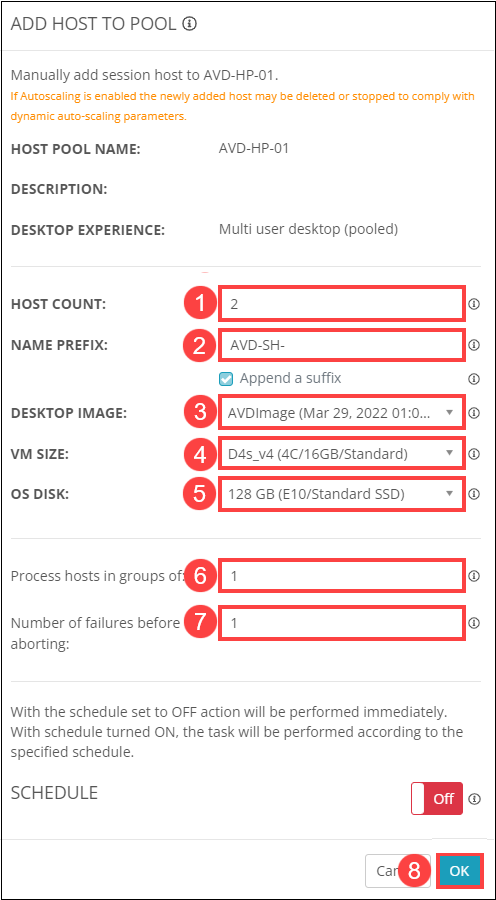 ADD HOST TO POOL
Manually add session host to AVD-HP-01.
If Autoscaling is enabled the newly added host may be deleted or stopped to comply with
dynamic auto-scaling parameters.
HOST POOL NAME: AVD-HP-01
DESCRIPTION:
DESKTOP EXPERIENCE: Multi user desktop (pooled)
HOST COUNT: 1 2
NAME PREFIX: 2 AVD-SH-
Append a suffix
DESKTOP IMAGE: 3 AVDImage (Mar 29, 2022 01:0...
VM SIZE: 4 D4s_v4 (4C/16GB/Standard)
OS DISK: 5 128 GB (E10/Standard SSD)
Process hosts in groups of: 6 1
Number of failures before 7 1
aborting:
With the schedule set to OFF action will be performed immediately.
With schedule turned ON, the task will be performed according to the
specified schedule.
SCHEDULE Off
8 OK